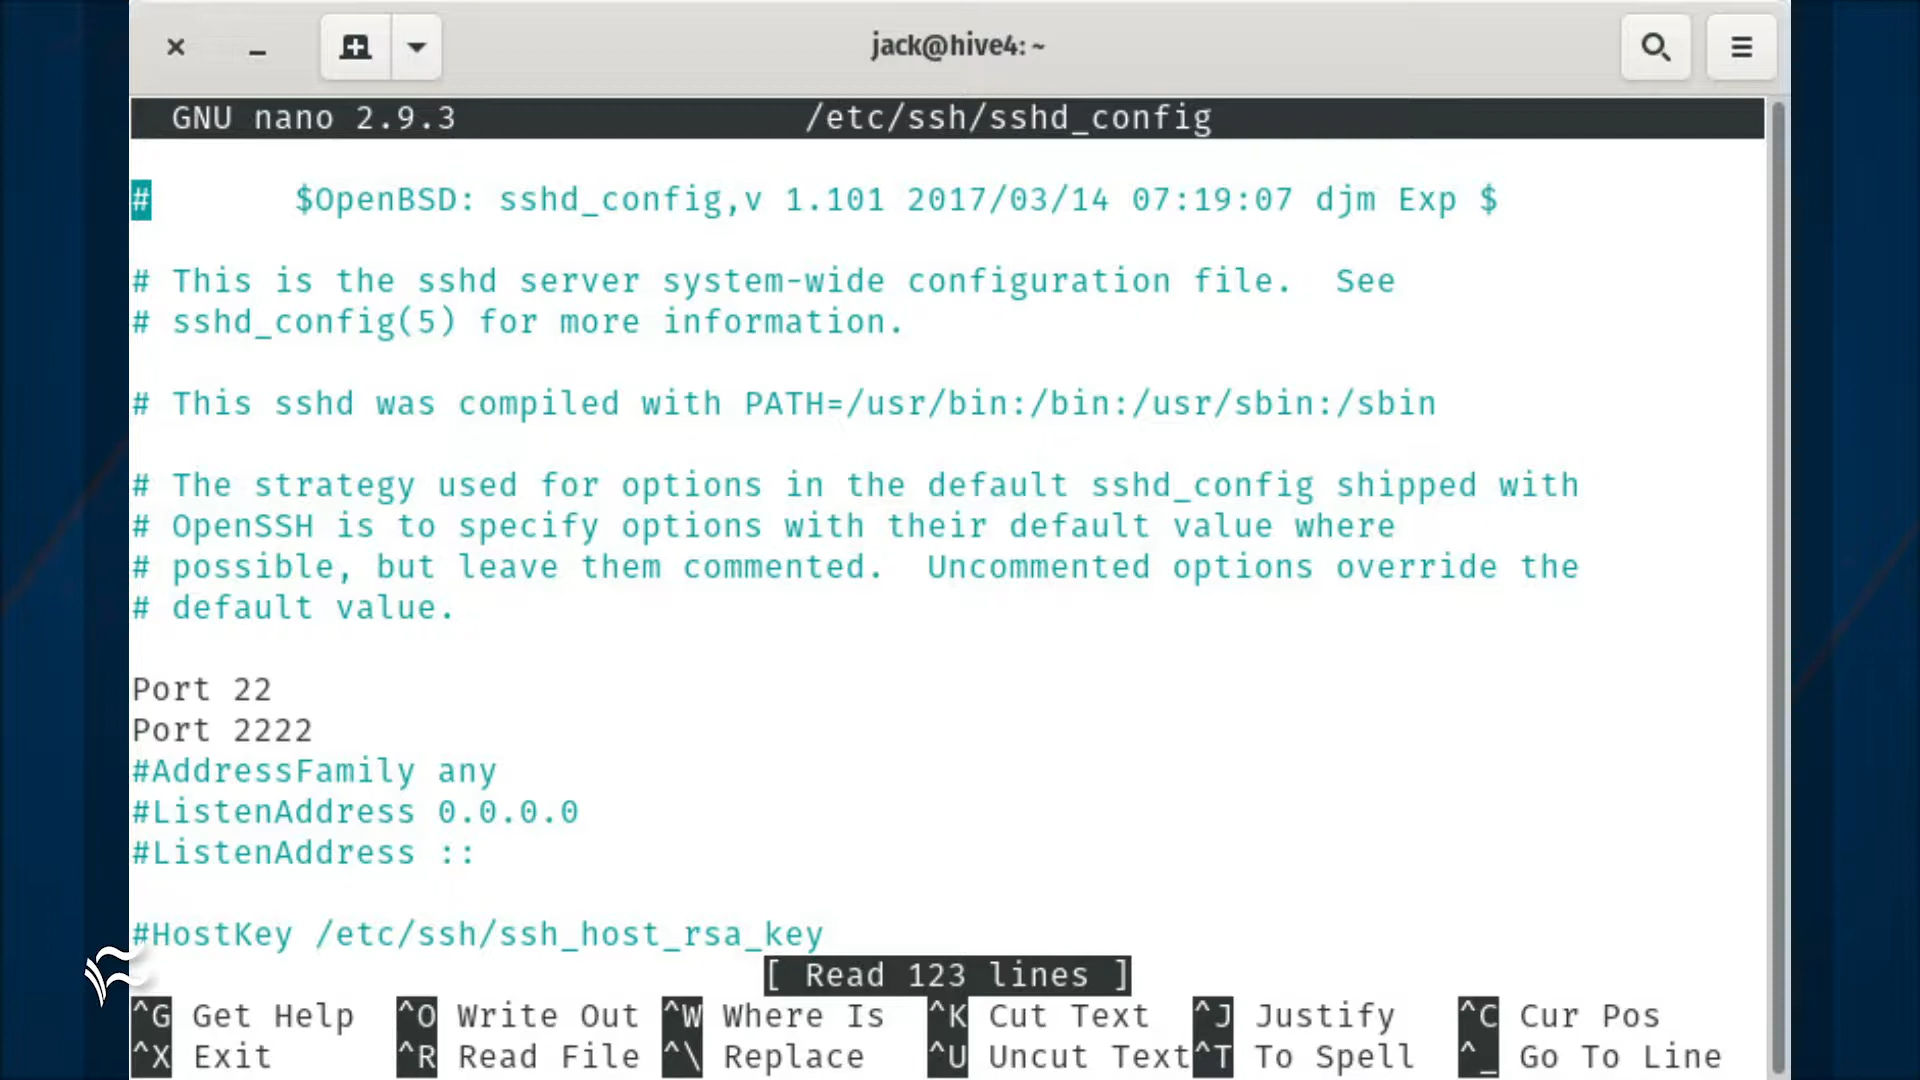 jack@hive4: ~
GNU nano 2.9.3 /etc/ssh/sshd_config
# $OpenBSD: sshd_config,v 1.101 2017/03/14 07:19:07 djm Exp $
# This is the sshd server system-wide configuration file.  See
# sshd_config(5) for more information.
# This sshd was compiled with PATH=/usr/bin:/bin:/usr/sbin:/sbin
# The strategy used for options in the default sshd_config shipped with
# OpenSSH is to specify options with their default value where
# possible, but leave them commented.  Uncommented options override the
# default value.
Port 22
Port 2222
#AddressFamily any
#ListenAddress 0.0.0.0
#ListenAddress ::
#HostKey /etc/ssh/ssh_host_rsa_key
[ Read 123 lines ]
^G Get Help ^O Write Out ^W Where Is ^K Cut Text ^J Justify ^C Cur Pos
^X Exit ^R Read File ^\ Replace ^U Uncut Text ^T To Spell ^_ Go To Line